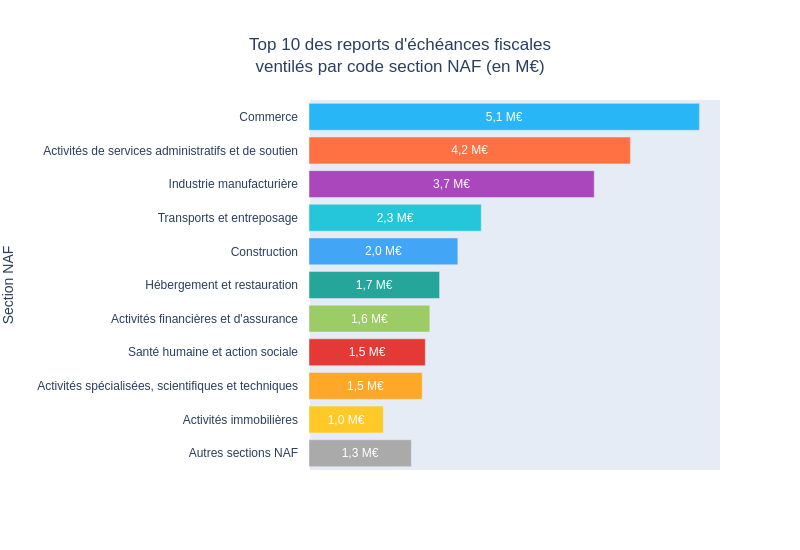 Top 10 des reports d'échéances fiscales
ventilés par code section NAF (en M€)
Section NAF
Commerce 5,1 M€
Activités de services administratifs et de soutien 4,2 M€
Industrie manufacturière 3,7 M€
Transports et entreposage 2,3 M€
Construction 2,0 M€
Hébergement et restauration 1,7 M€
Activités financières et d'assurance 1,6 M€
Santé humaine et action sociale 1,5 M€
Activités spécialisées, scientifiques et techniques 1,5 M€
Activités immobilières 1,0 M€
Autres sections NAF 1,3 M€